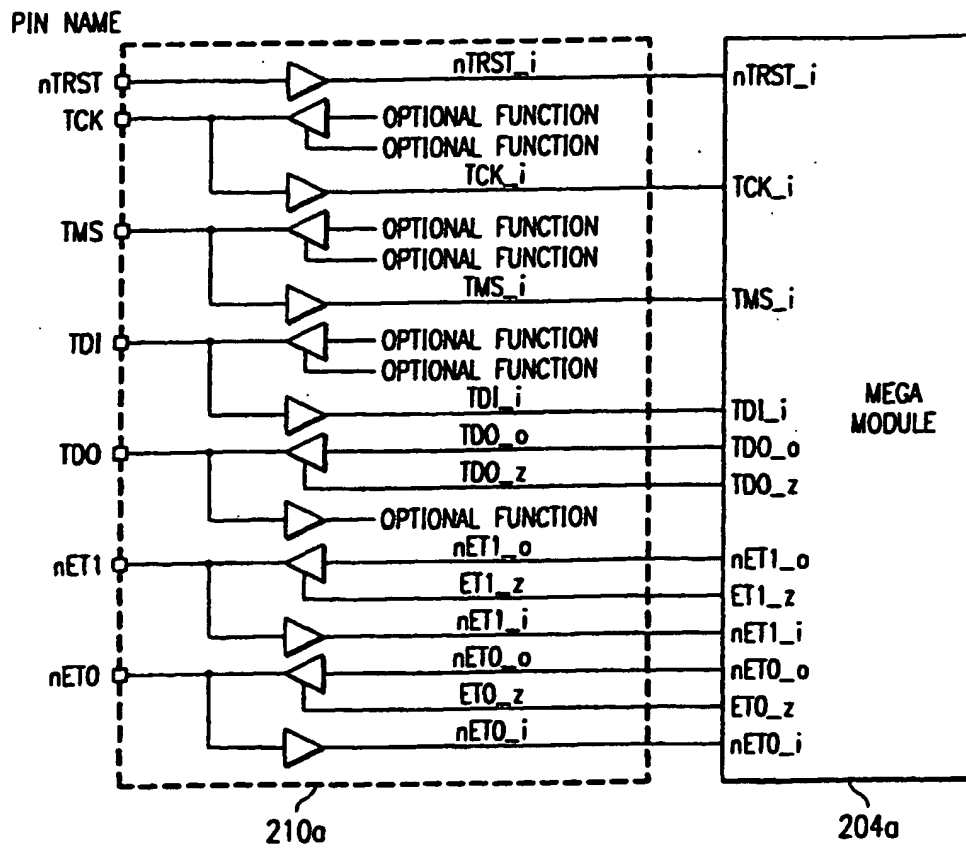 PIN NAME
nTRST nTRST_i nTRST_i
TCK OPTIONAL FUNCTION
OPTIONAL FUNCTION
TCK_i TCK_i
TMS OPTIONAL FUNCTION
OPTIONAL FUNCTION
TMS_i TMS_i
TDI OPTIONAL FUNCTION
OPTIONAL FUNCTION
TDI_i TDI_i
MEGA
MODULE
TDO TDO_o TDO_o
TDO_z TDO_z
OPTIONAL FUNCTION
nET1 nET1_o nET1_o
ET1_z ET1_z
nET1_i nET1_i
nET0 nET0_o nET0_o
ET0_z ET0_z
nET0_i nET0_i
210a 204a